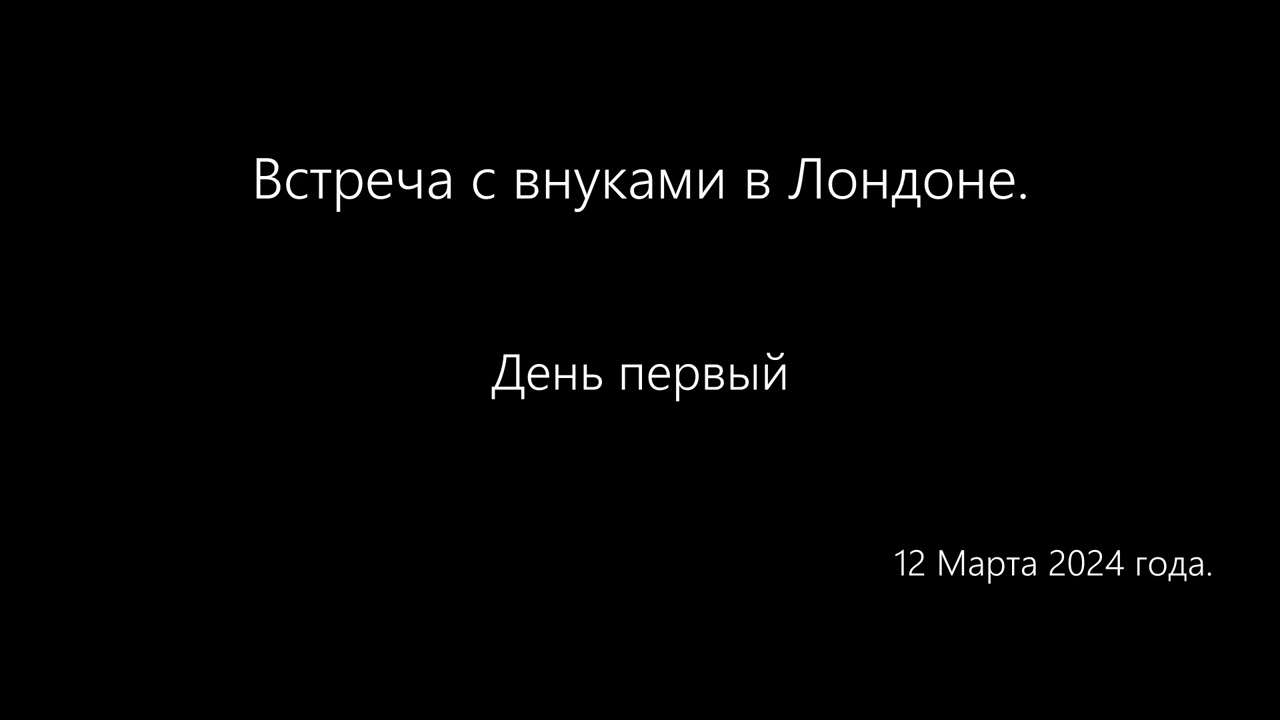 Встреча с внуками в Лондоне.
День первый
12 Марта 2024 года.